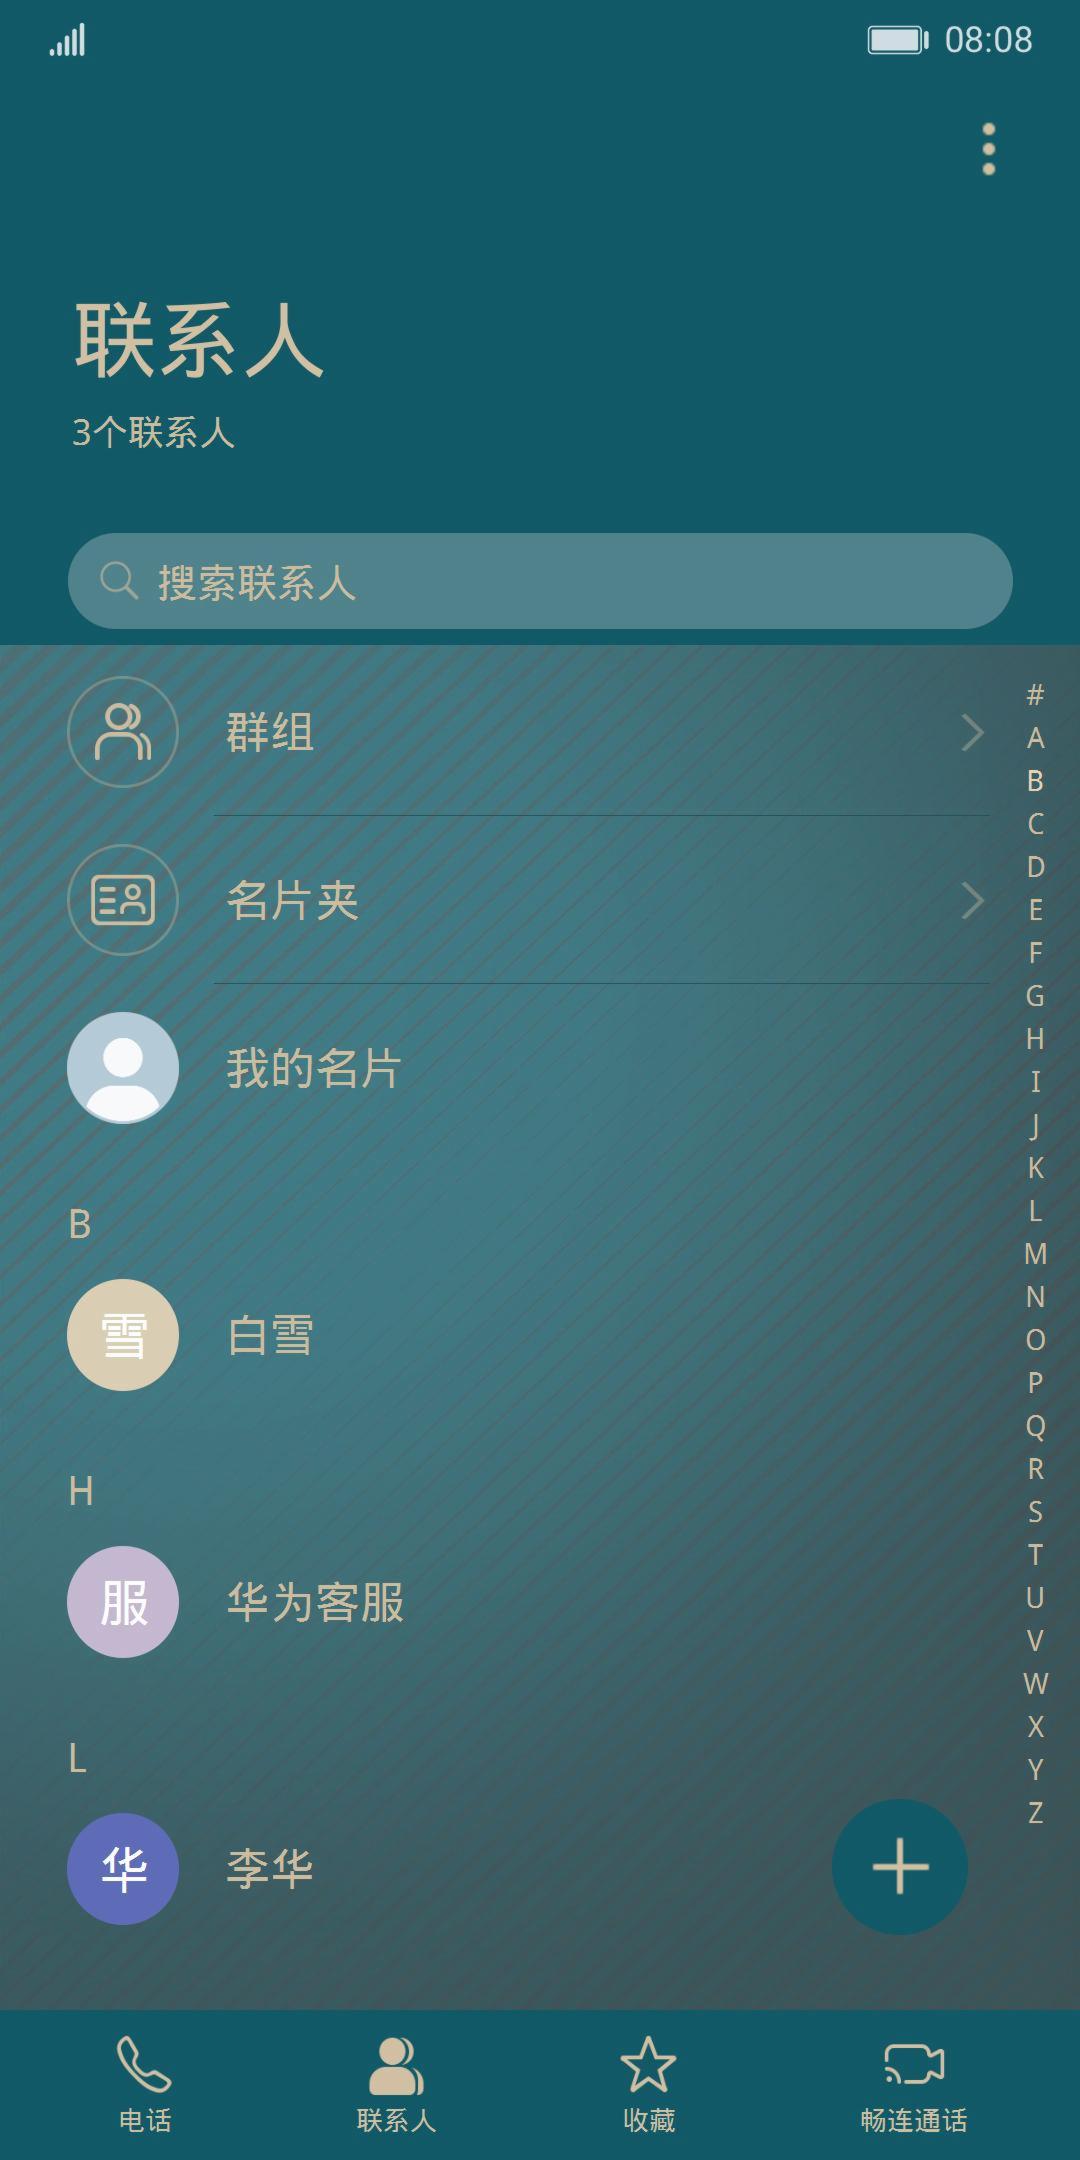 08:08
联系人
3个联系人
搜索联系人
群组
名片夹
我的名片
B
雪 白雪
H
服 华为客服
L
华 李华
#
A
B
C
D
E
F
G
H
I
J
K
L
M
N
O
P
Q
R
S
T
U
V
W
X
Y
Z
电话 联系人 收藏 畅连通话